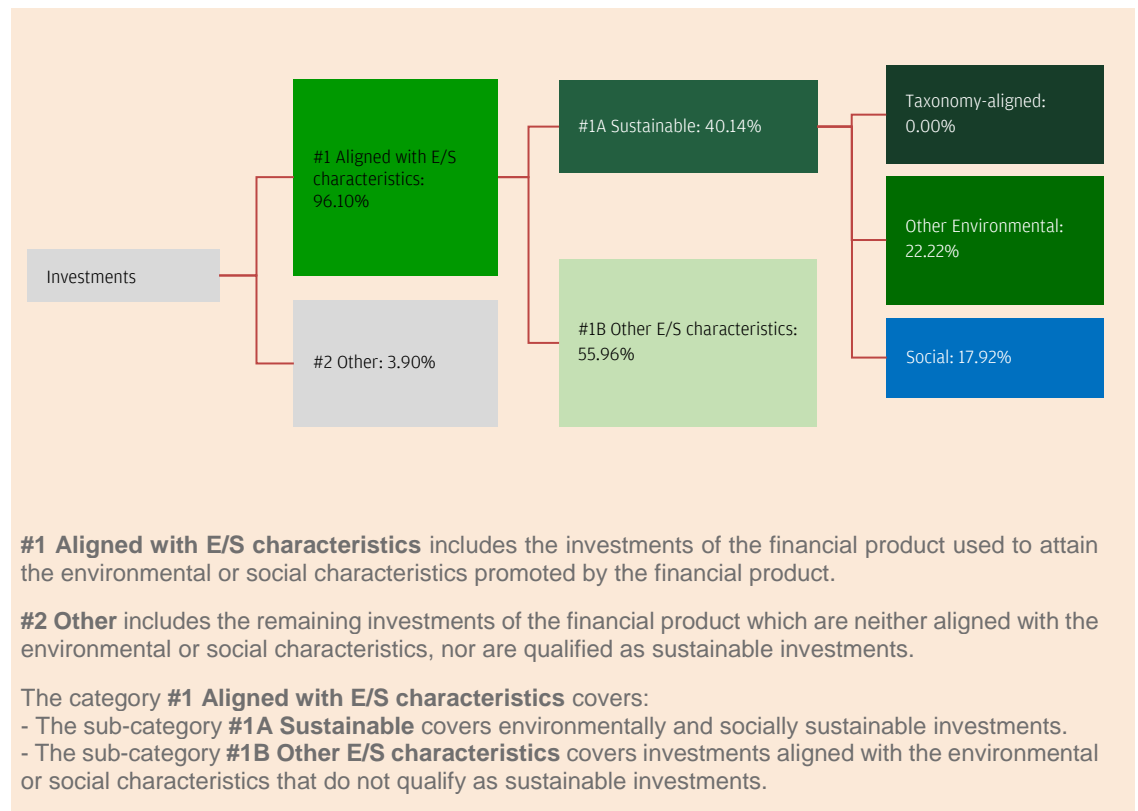 Investments
#1 Aligned with E/S
characteristics:
96.10%
#2 Other: 3.90%
#1A Sustainable: 40.14%
#1B Other E/S characteristics:
55.96%
Taxonomy-aligned:
0.00%
Other Environmental:
22.22%
Social: 17.92%
#1 Aligned with E/S characteristics includes the investments of the financial product used to attain
the environmental or social characteristics promoted by the financial product.
#2 Other includes the remaining investments of the financial product which are neither aligned with the
environmental or social characteristics, nor are qualified as sustainable investments.
The category #1 Aligned with E/S characteristics covers:
- The sub-category #1A Sustainable covers environmentally and socially sustainable investments.
- The sub-category #1B Other E/S characteristics covers investments aligned with the environmental
or social characteristics that do not qualify as sustainable investments.